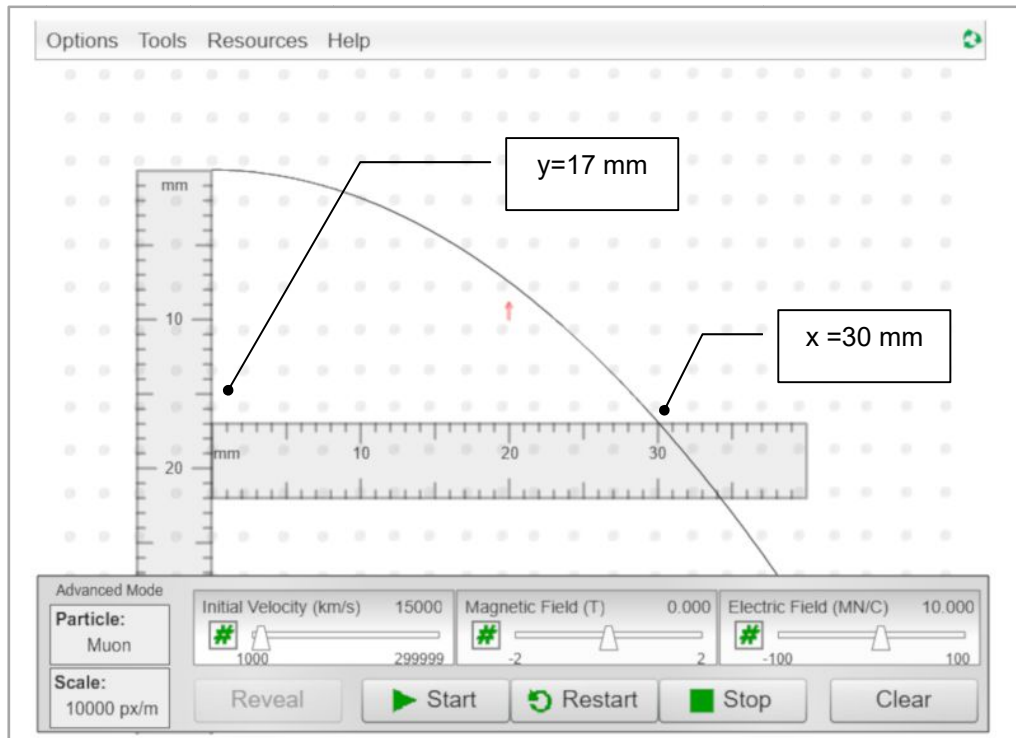 Options Tools Resources Help
y=17 mm
mm
10
x =30 mm
mm 10 20 30
20
Advanced Mode
Particle:
Muon
Initial Velocity (km/s) 15000
#
1000 299999
Magnetic Field (T) 0.000
#
-2 2
Electric Field (MN/C) 10.000
#
-100 100
Scale:
10000 px/m
Reveal Start Restart Stop Clear